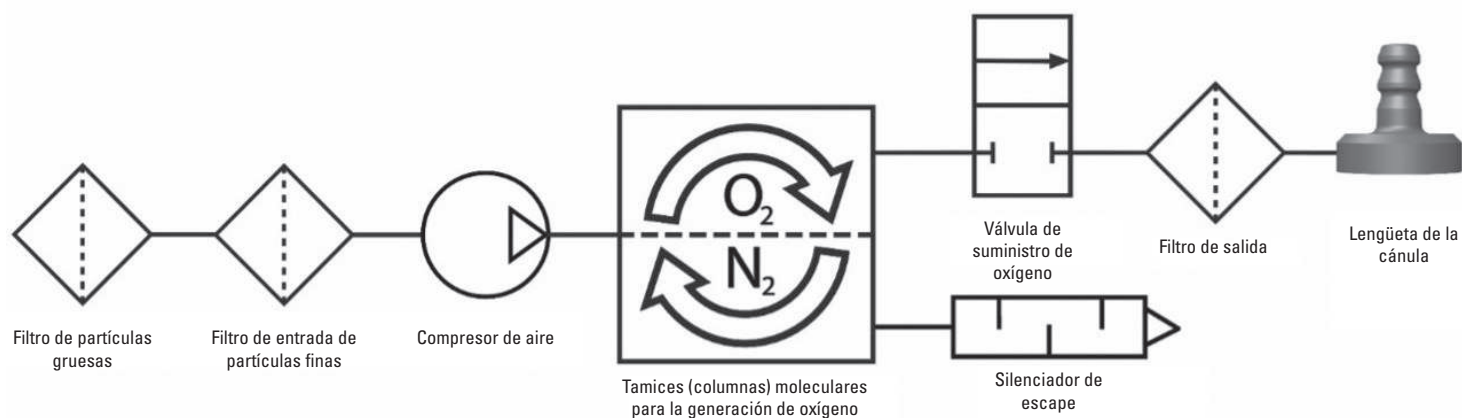 Filtro de partículas
gruesas
Filtro de entrada de
partículas finas
Compresor de aire
O2
N2
Tamices (columnas) moleculares
para la generación de oxígeno
Válvula de
suministro de
oxígeno
Silenciador de
escape
Filtro de salida
Lengüeta de la
cánula